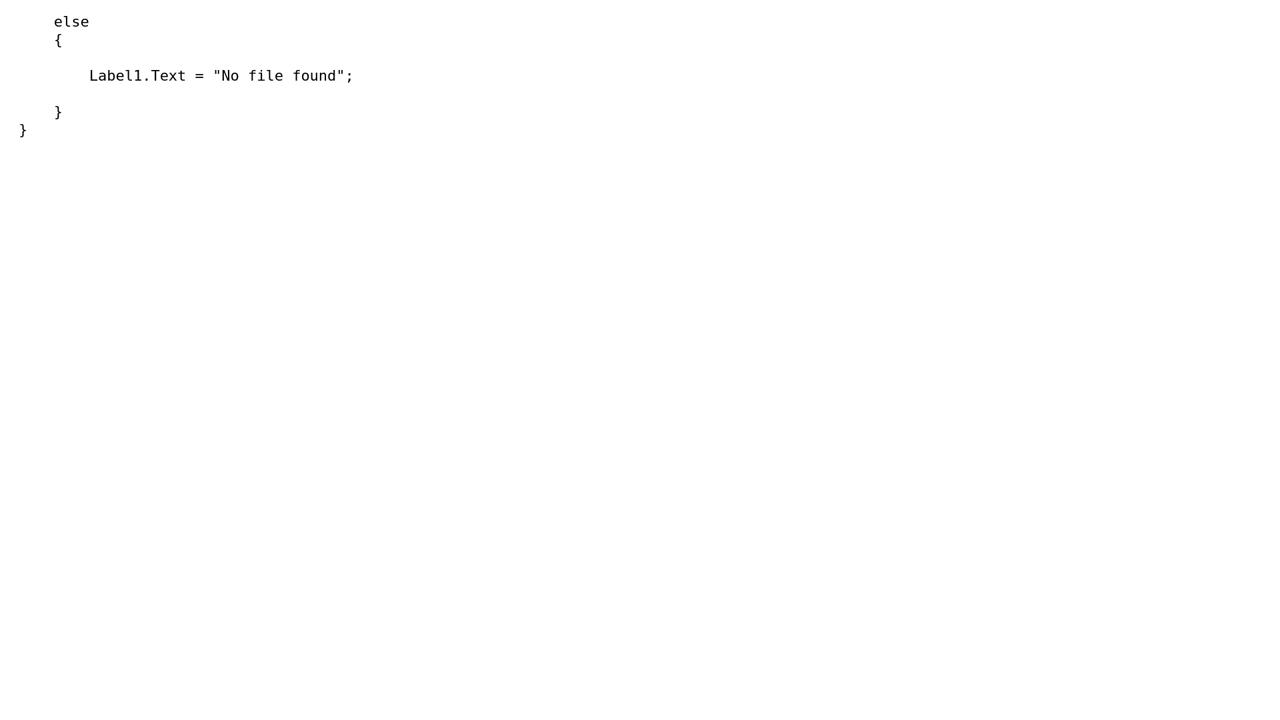 else
    {

        Label1.Text = "No file found";

    }
}